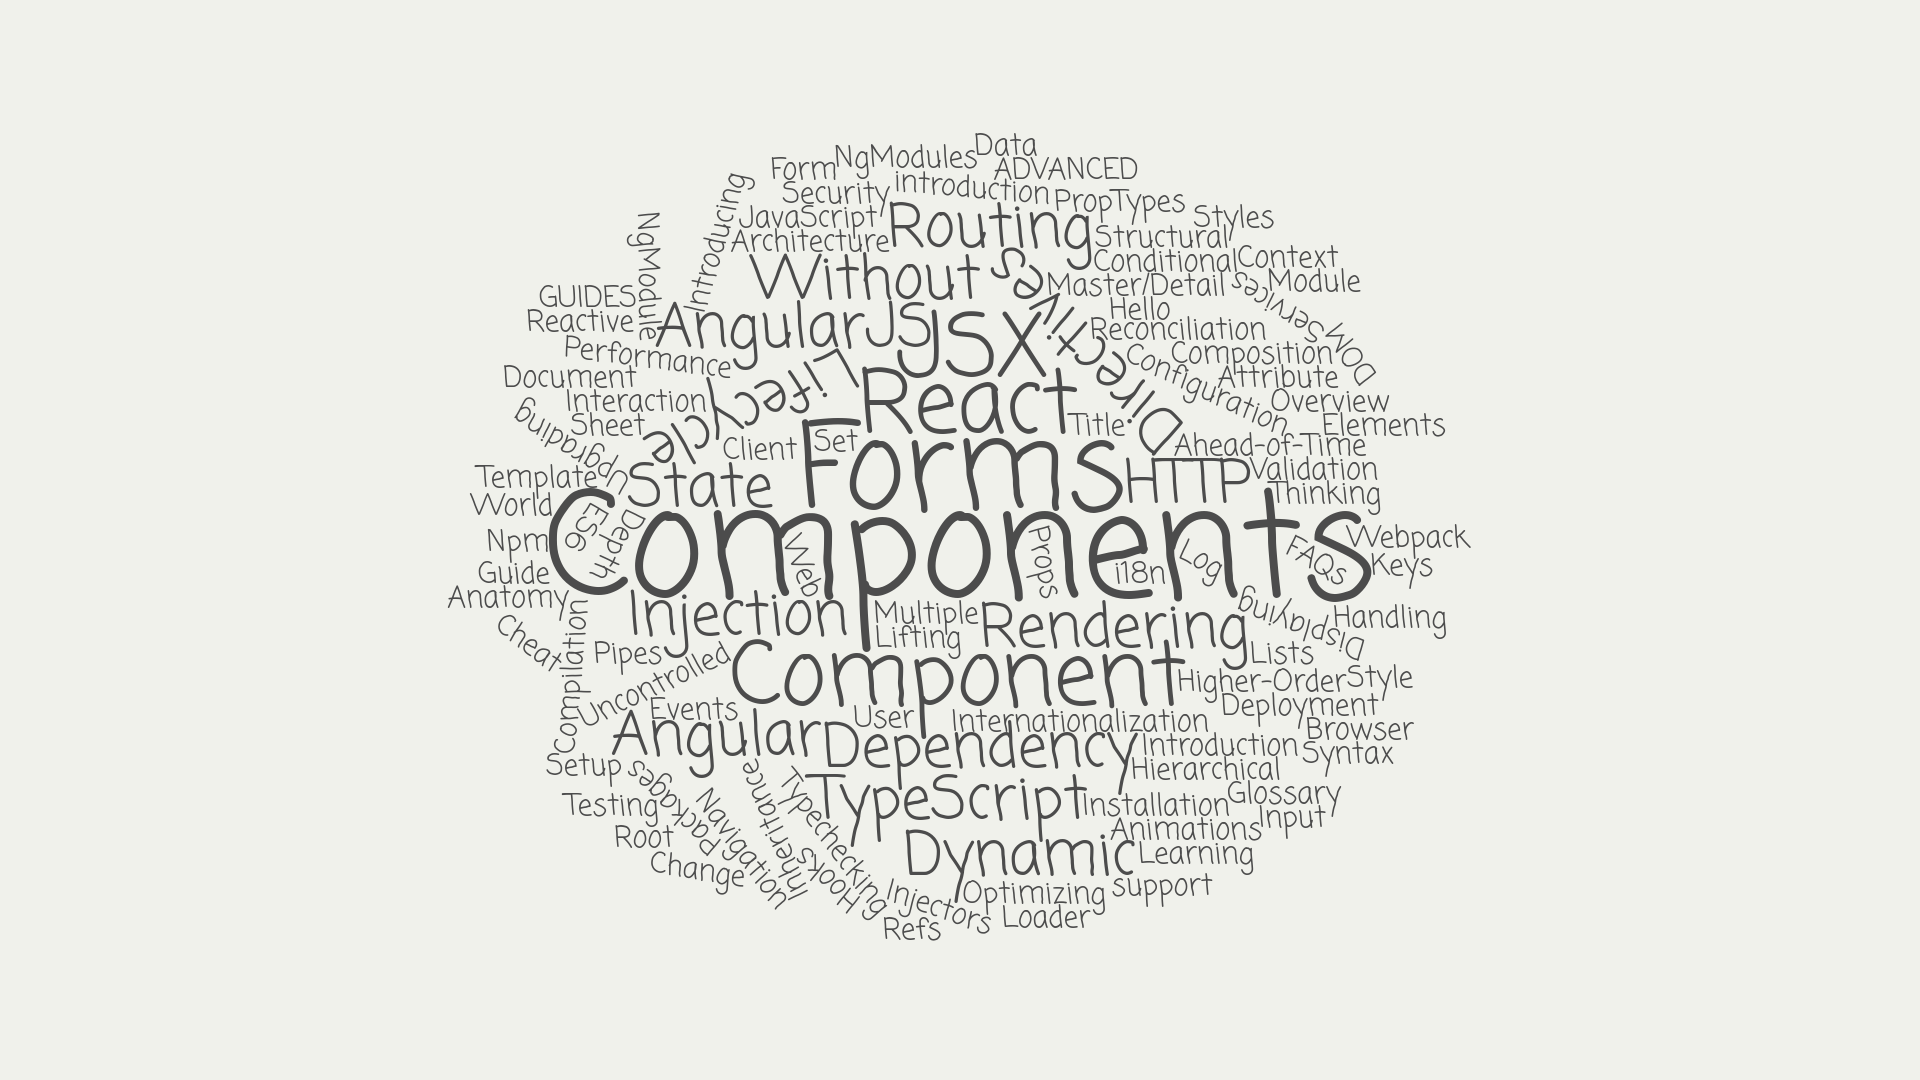 Data
NgModules
Form
ADVANCED
Introduction
Security
PropTypes
Introducing
JavaScript
Routing
Styles
NgModule
Architecture
Structural
Without
Directives
Conditional
Context
Master/Detail
Services
Module
GUIDES
Hello
Reactive
AngularJS
JSX
Reconciliation
DOM
Performance
Lifecycle
Configuration
Composition
Document
React
Attribute
Interaction
Overview
Upgrading
Sheet
Title
Elements
Client
Set
Forms
Ahead-of-Time
Template
State
HTTP
Validation
World
Thinking
Components
ES6
Depth
Npm
Web
Props
i18n
Log
FAQs
Webpack
Guide
Keys
Anatomy
Injection
Multiple
Rendering
Displaying
Handling
Cheat
Compilation
Lifting
Pipes
Uncontrolled
Component
Lists
Higher-Order
Style
Events
User
Internationalization
Deployment
Angular
Dependency
Introduction
Browser
Syntax
Setup
Packages
Inheritance
Typechecking
Hierarchical
Testing
Navigation
TypeScript
Installation
Glossary
Input
Root
Animations
Change
Hooks
Dynamic
Learning
Injectors
Optimizing
support
Refs
Loader